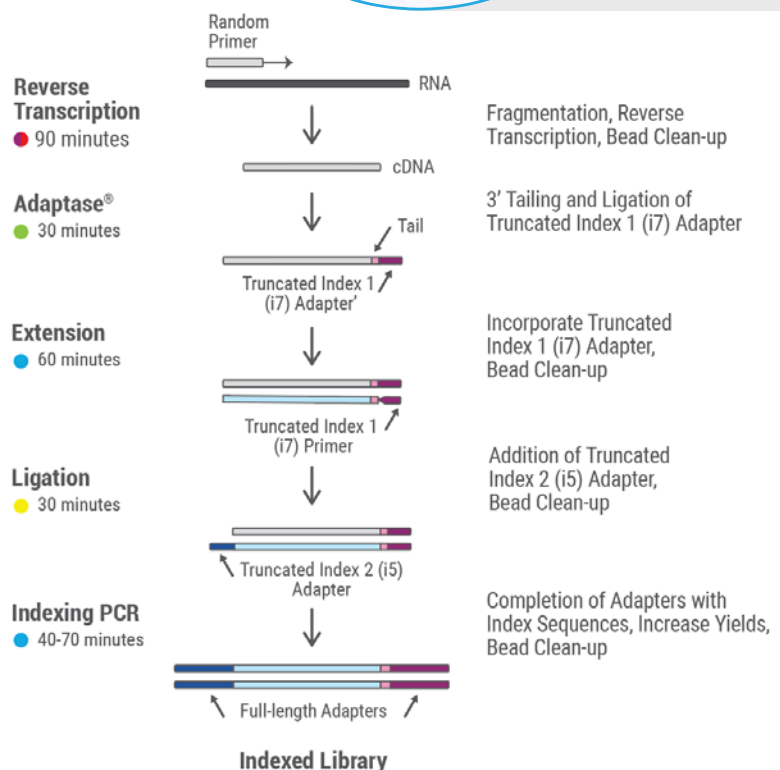 Random
Primer
RNA
Reverse
Transcription
90 minutes
Fragmentation, Reverse
Transcription, Bead Clean-up
cDNA
Adaptase®
30 minutes
3’ Tailing and Ligation of
Truncated Index 1 (i7) Adapter
Tail
Truncated Index 1
(i7) Adapter’
Extension
60 minutes
Incorporate Truncated
Index 1 (i7) Adapter,
Bead Clean-up
Truncated Index 1
(i7) Primer
Ligation
30 minutes
Addition of Truncated
Index 2 (i5) Adapter,
Bead Clean-up
Truncated Index 2 (i5)
Adapter
Indexing PCR
40-70 minutes
Completion of Adapters with
Index Sequences, Increase Yields,
Bead Clean-up
Full-length Adapters
Indexed Library